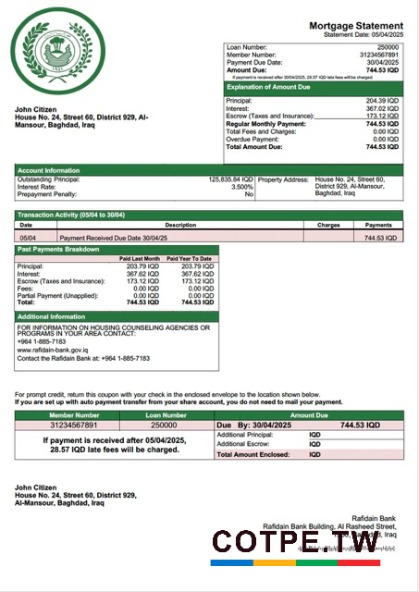 Mortgage Statement
Statement Date: 05/04/2025
Loan Number: 250000
Member Number: 31234567891
Payment Due Date: 30/04/2025
Amount Due: 744.53 IQD
If payment is received after 30/04/2025, 28.57 IQD late fees will be charged.
Explanation of Amount Due
Principal: 204.39 IQD
Interest: 367.02 IQD
Escrow (Taxes and Insurance): 173.12 IQD
Regular Monthly Payment: 744.53 IQD
Total Fees and Charges: 0.00 IQD
Overdue Payment: 0.00 IQD
Total Amount Due: 744.53 IQD
John Citizen
House No. 24, Street 60, District 929, Al-
Mansour, Baghdad, Iraq
Account Information
Outstanding Principal: 125,835.84 IQD
Interest Rate: 3.500%
Prepayment Penalty: No
Property Address: House No. 24, Street 60,
District 929, Al-Mansour,
Baghdad, Iraq
Transaction Activity (05/04 to 30/04)
Date Description Charges Payments
05/04 Payment Received Due Date 30/04/25 744.53 IQD
Past Payments Breakdown
Paid Last Month Paid Year To Date
Principal: 203.79 IQD 203.79 IQD
Interest: 367.62 IQD 367.62 IQD
Escrow (Taxes and Insurance): 173.12 IQD 173.12 IQD
Fees: 0.00 IQD 0.00 IQD
Partial Payment (Unapplied): 0.00 IQD 0.00 IQD
Total: 744.53 IQD 744.53 IQD
Additional Information
FOR INFORMATION ON HOUSING COUNSELING AGENCIES OR
PROGRAMS IN YOUR AREA CONTACT:
+964 1-885-7183
www.rafidain-bank.gov.iq
Contact the Rafidain Bank at: +964 1-885-7183
For prompt credit, return this coupon with your check in the enclosed envelope to the location shown below.
If you are set up with auto payment transfer from your share account, you do not need to mail your payment.
Member Number Loan Number Amount Due
31234567891 250000 Due By: 30/04/2025 744.53 IQD
If payment is received after 05/04/2025,
28.57 IQD late fees will be charged.
Additional Principal: IQD
Additional Escrow: IQD
Total Amount Enclosed: IQD
John Citizen
House No. 24, Street 60, District 929,
Al-Mansour, Baghdad, Iraq
Rafidain Bank
Rafidain Bank Building, Al Rasheed Street,
Baghdad, Iraq
COTPE.TW